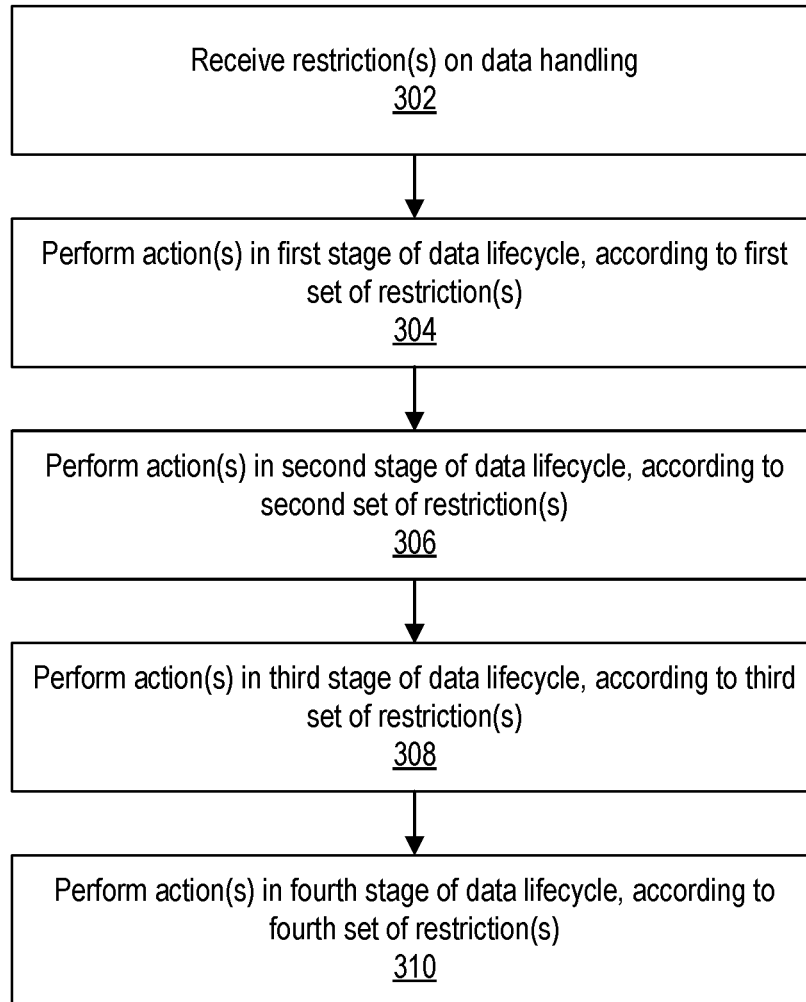 Receive restriction(s) on data handling
302
Perform action(s) in first stage of data lifecycle, according to first
set of restriction(s)
304
Perform action(s) in second stage of data lifecycle, according to
second set of restriction(s)
306
Perform action(s) in third stage of data lifecycle, according to third
set of restriction(s)
308
Perform action(s) in fourth stage of data lifecycle, according to
fourth set of restriction(s)
310